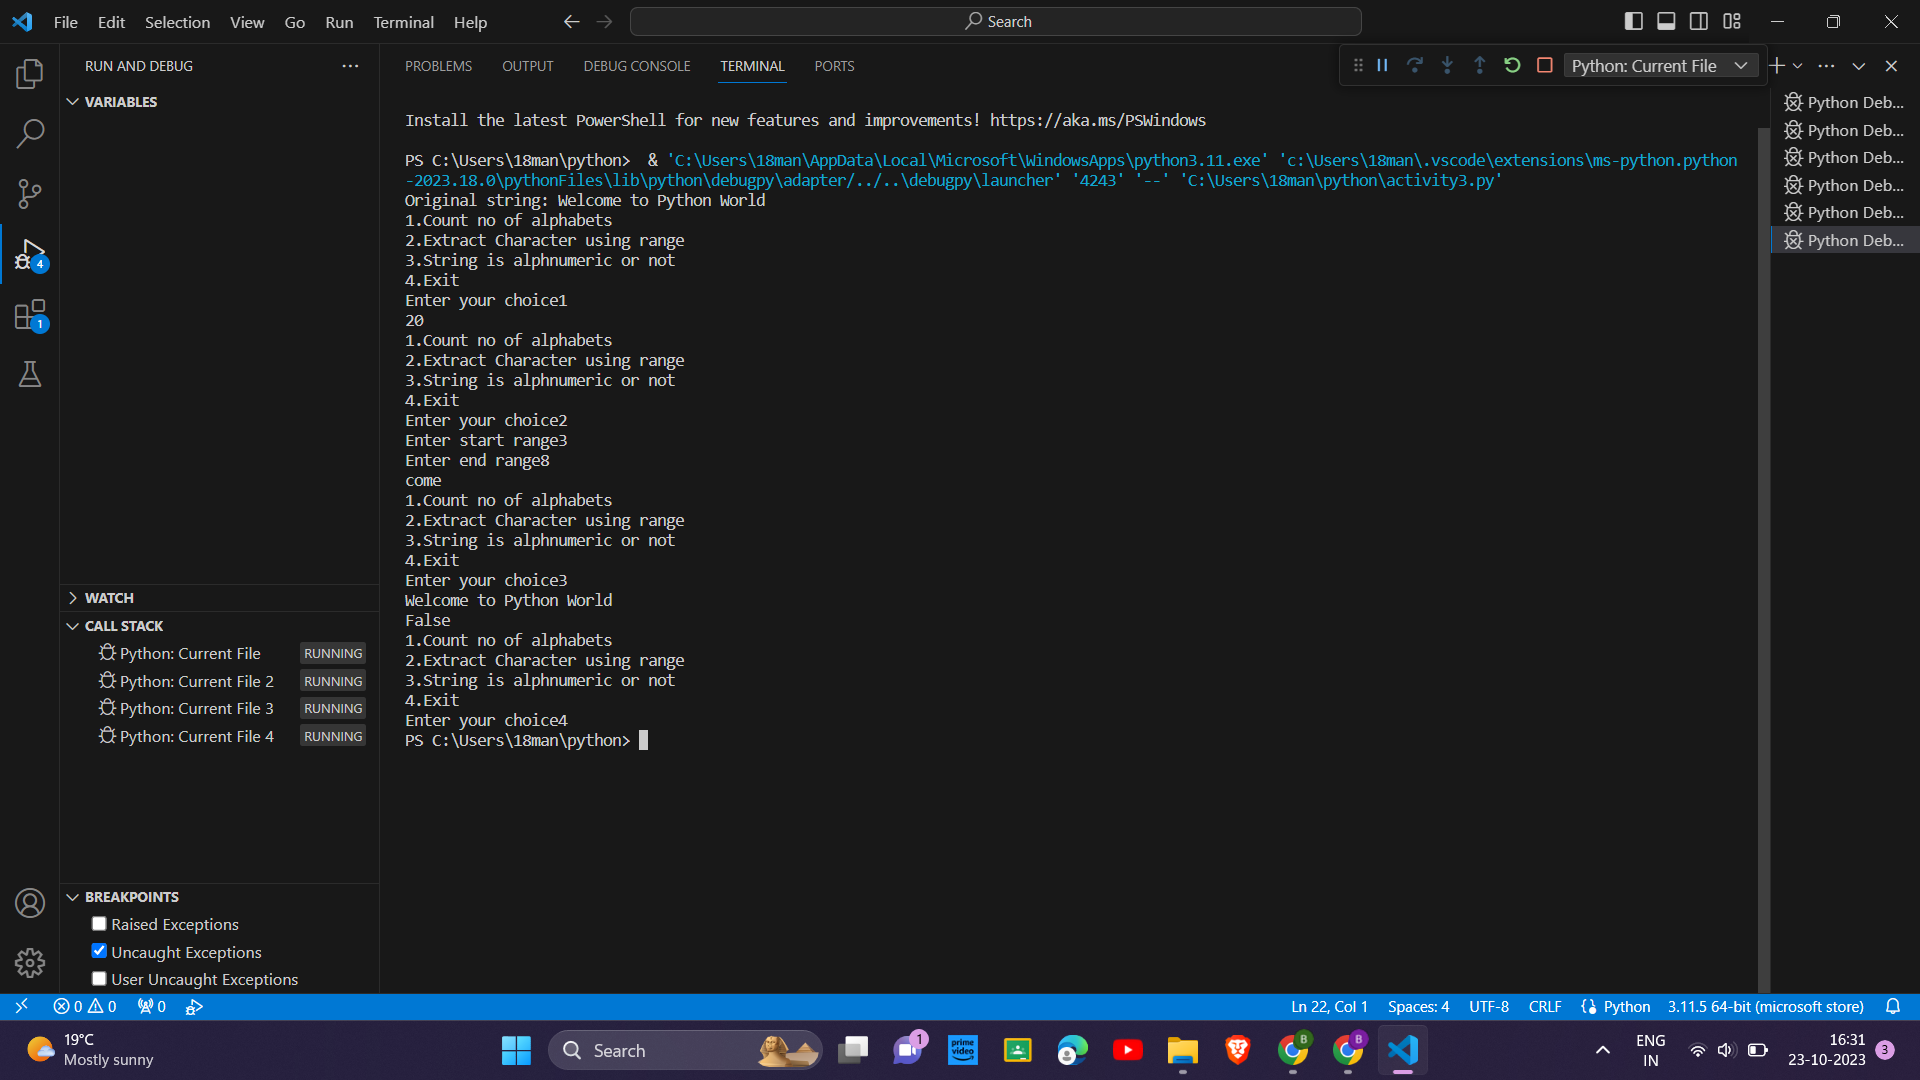 File Edit Selection View Go Run Terminal Help
Search
RUN AND DEBUG
VARIABLES
4
1
WATCH
CALL STACK
Python: Current File RUNNING
Python: Current File 2 RUNNING
Python: Current File 3 RUNNING
Python: Current File 4 RUNNING
BREAKPOINTS
Raised Exceptions
Uncaught Exceptions
User Uncaught Exceptions
PROBLEMS OUTPUT DEBUG CONSOLE TERMINAL PORTS
Python: Current File
Install the latest PowerShell for new features and improvements! https://aka.ms/PSWindows
PS C:\Users\18man\python>  & 'C:\Users\18man\AppData\Local\Microsoft\WindowsApps\python3.11.exe' 'c:\Users\18man\.vscode\extensions\ms-python.python
-2023.18.0\pythonFiles\lib\python\debugpy\adapter/../..\debugpy\launcher' '4243' '--' 'C:\Users\18man\python\activity3.py'
Original string: Welcome to Python World
1.Count no of alphabets
2.Extract Character using range
3.String is alphnumeric or not
4.Exit
Enter your choice1
20
1.Count no of alphabets
2.Extract Character using range
3.String is alphnumeric or not
4.Exit
Enter your choice2
Enter start range3
Enter end range8
come
1.Count no of alphabets
2.Extract Character using range
3.String is alphnumeric or not
4.Exit
Enter your choice3
Welcome to Python World
False
1.Count no of alphabets
2.Extract Character using range
3.String is alphnumeric or not
4.Exit
Enter your choice4
PS C:\Users\18man\python>
Python Deb...
Python Deb...
Python Deb...
Python Deb...
Python Deb...
Python Deb...
0 0 0
Ln 22, Col 1 Spaces: 4 UTF-8 CRLF Python 3.11.5 64-bit (microsoft store)
19°C
Mostly sunny
Search
1
prime
video
B
B
ENG
IN
16:31
23-10-2023
3